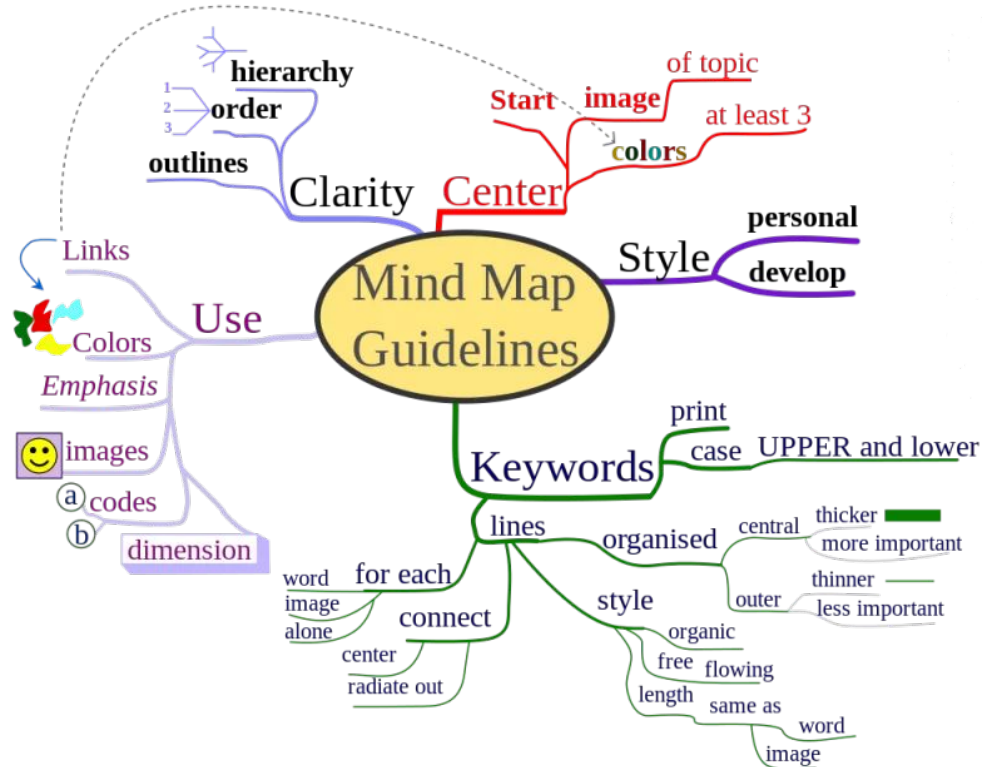 Mind Map
Guidelines
Clarity
hierarchy
1
2
3
order
outlines
Center
Start
image
of topic
colors
at least 3
Style
personal
develop
Keywords
print
case
UPPER and lower
lines
organised
central
thicker
more important
outer
thinner
less important
style
organic
free
flowing
length
same as
word
image
connect
center
radiate out
for each
word
image
alone
Use
Links
Colors
Emphasis
images
codes
a
b
dimension